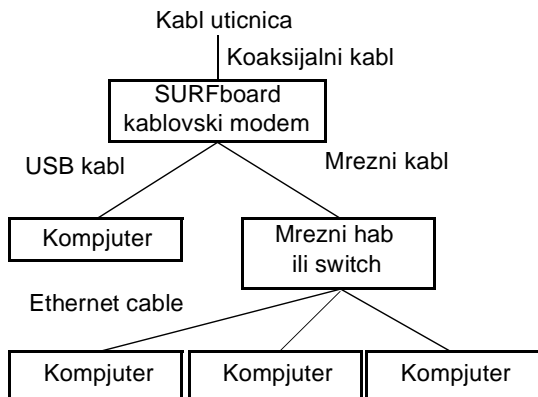 Kabl uticnica
Koaksijalni kabl
SURFboard
kablovski modem
USB kabl
Mrezni kabl
Kompjuter
Mrezni hab
ili switch
Ethernet cable
Kompjuter
Kompjuter
Kompjuter